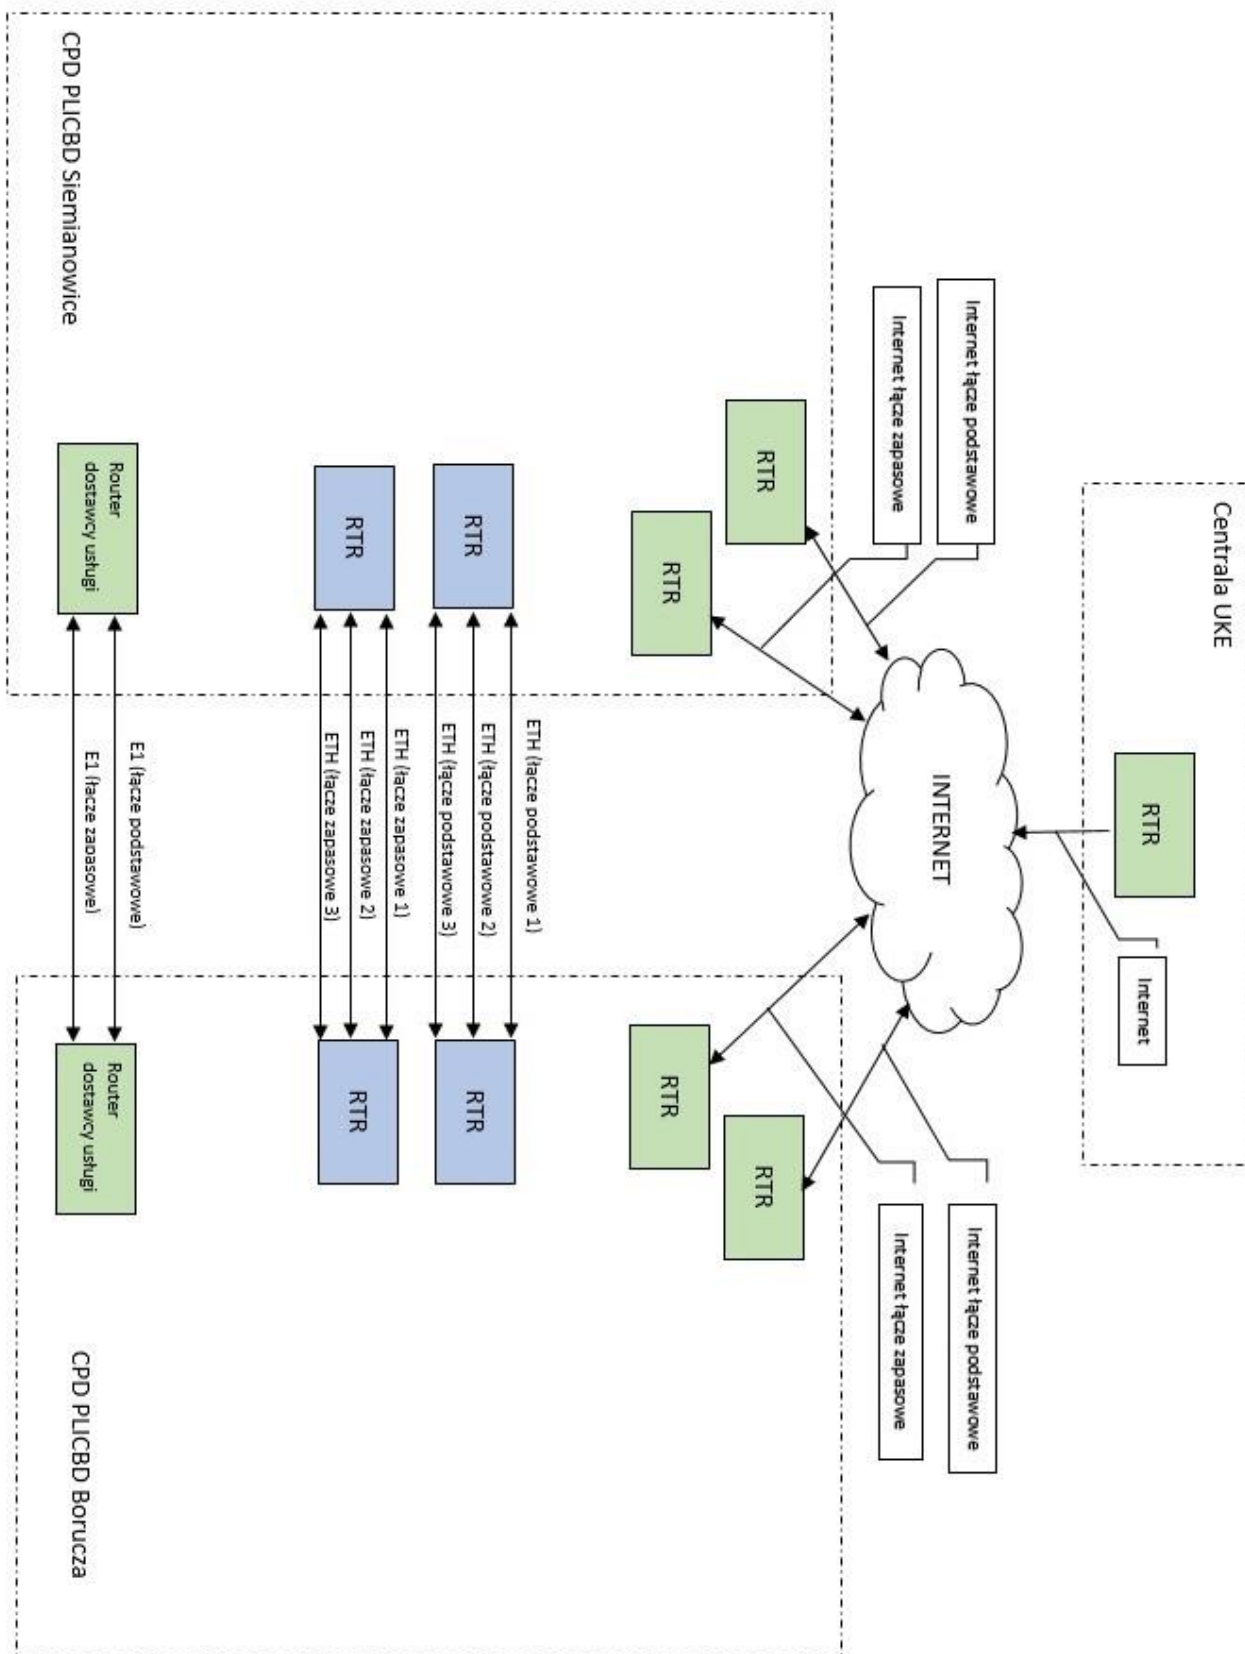 Centrala UKE
RTR
Internet
Internet łącze podstawowe
Internet łącze podstawowe
Internet łącze zapasowe
Internet łącze zapasowe
INTERNET
RTR
RTR
RTR
RTR
ETH (łącze podstawowe 1)
RTR
ETH (łącze podstawowe 2)
RTR
ETH (łącze podstawowe 3)
ETH (łącze zapasowe 1)
RTR
ETH (łącze zapasowe 2)
RTR
ETH (łącze zapasowe 3)
E1 (łącze podstawowe)
Router
dostawcy usługi
Router
dostawcy usługi
E1 (łącze zapasowe)
CPD PLICBD Siemianowice
CPD PLICBD Borucza